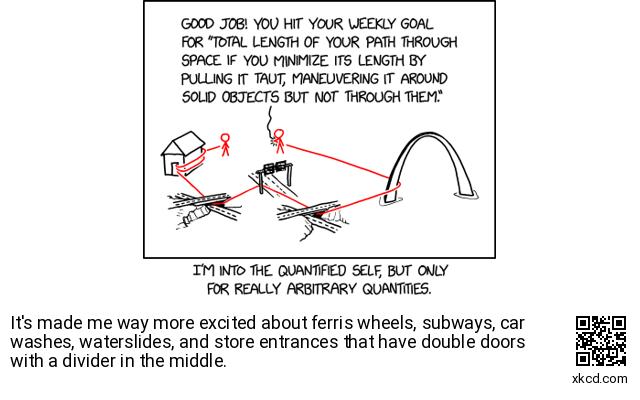 GOOD JOB! YOU HIT YOUR WEEKLY GOAL
FOR "TOTAL LENGTH OF YOUR PATH THROUGH
SPACE IF YOU MINIMIZE ITS LENGTH BY
PULLING IT TAUT, MANEUVERING IT AROUND
SOLID OBJECTS BUT NOT THROUGH THEM."
I'M INTO THE QUANTIFIED SELF, BUT ONLY
FOR REALLY ARBITRARY QUANTITIES.
It's made me way more excited about ferris wheels, subways, car
washes, waterslides, and store entrances that have double doors
with a divider in the middle.
xkcd.com